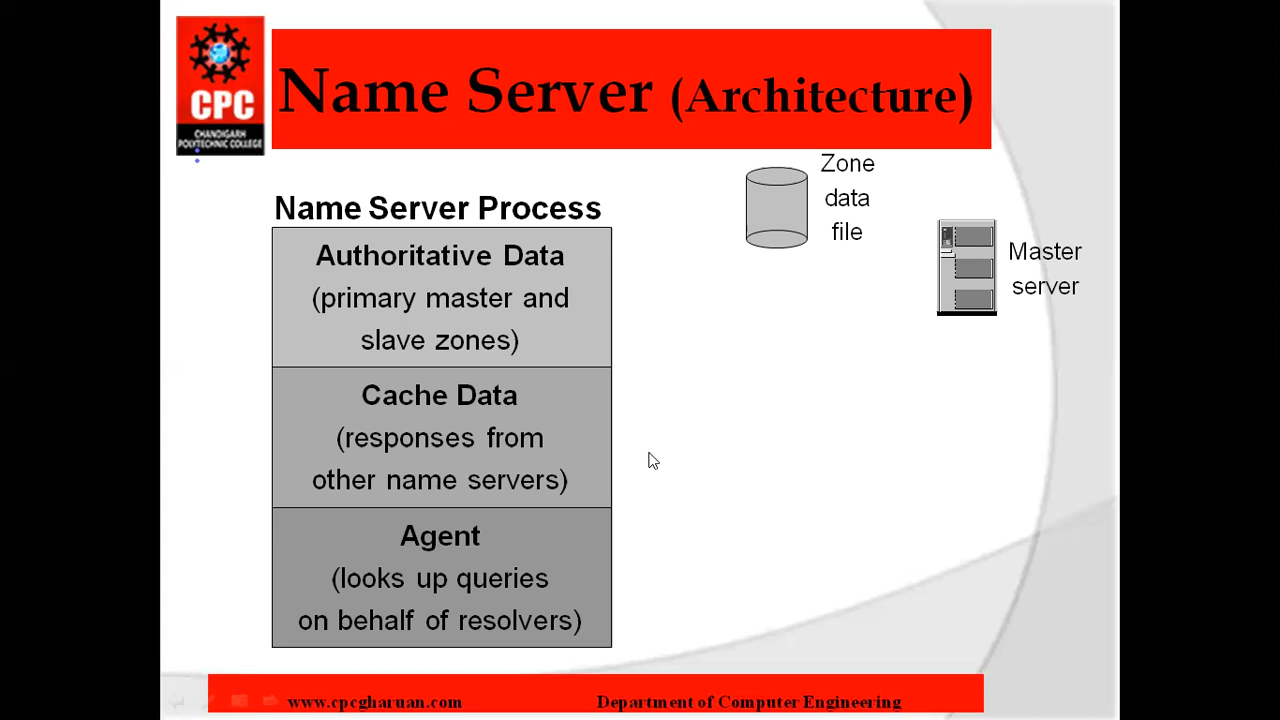 CPC
CHANDIGARH
POLYTECHNIC COLLEGE
Name Server (Architecture)
Zone
data
file
Master
server
Name Server Process
Authoritative Data
(primary master and
slave zones)
Cache Data
(responses from
other name servers)
Agent
(looks up queries
on behalf of resolvers)
www.cpcgharuan.com
Department of Computer Engineering